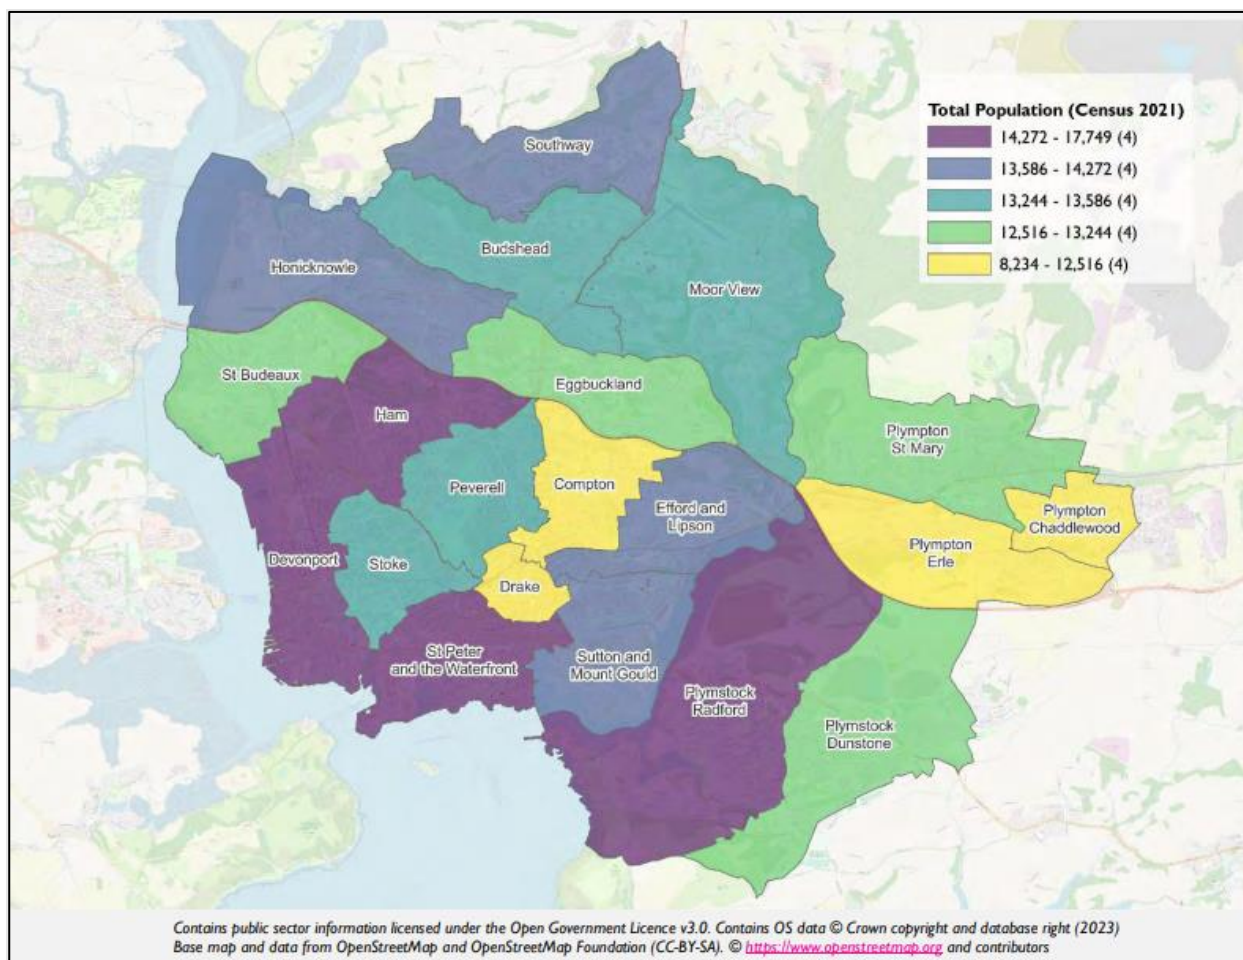 Total Population (Census 2021)
14,272 - 17,749 (4)
13,586 - 14,272 (4)
13,244 - 13,586 (4)
12,516 - 13,244 (4)
8,234 - 12,516 (4)
Southway
Budshead
Honicknowle
Moor View
St Budeaux
Eggbuckland
Ham
Plympton
St Mary
Peverell
Compton
Efford and
Lipson
Plympton
Chaddlewood
Plympton
Erle
Devonport
Stoke
Drake
St Peter
and the Waterfront
Sutton and
Mount Gould
Plymstock
Radford
Plymstock
Dunstone
Contains public sector information licensed under the Open Government Licence v3.0. Contains OS data © Crown copyright and database right (2023)
Base map and data from OpenStreetMap and OpenStreetMap Foundation (CC-BY-SA). © https://www.openstreetmap.org and contributors